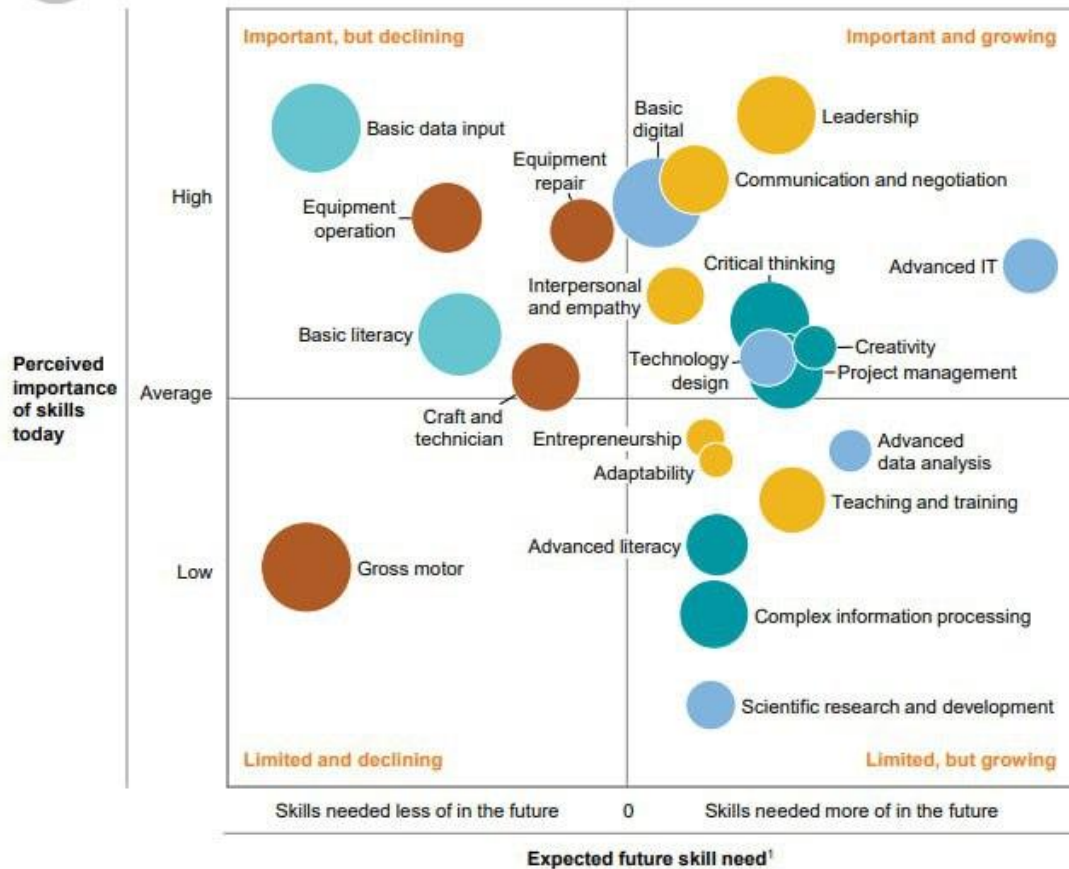 Important, but declining
Important and growing
Basic
digital
Leadership
Basic data input
Equipment
repair
Communication and negotiation
High
Equipment
operation
Critical thinking
Advanced IT
Interpersonal
and empathy
Basic literacy
Creativity
Technology
design
Project management
Perceived
importance
of skills
today
Average
Craft and
technician
Entrepreneurship
Advanced
data analysis
Adaptability
Teaching and training
Advanced literacy
Low
Gross motor
Complex information processing
Scientific research and development
Limited and declining
Limited, but growing
Skills needed less of in the future
0
Skills needed more of in the future
Expected future skill need¹